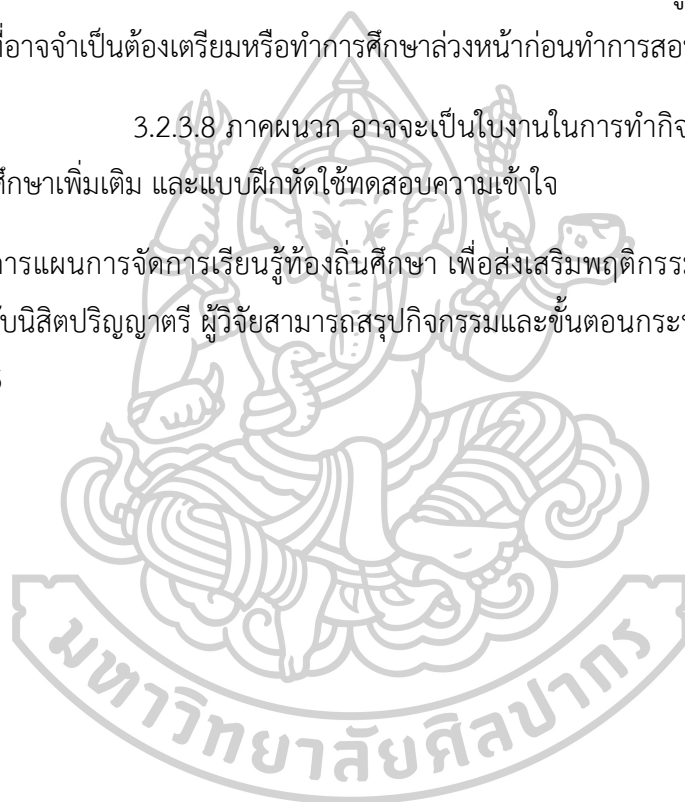 ที่อาจจำเป็นต้องเตรียมหรือทำการศึกษาล่วงหน้าก่อนทำการสอน
3.2.3.8 ภาคผนวก อาจจะเป็นใบงานในการทำกิจ
ศึกษาเพิ่มเติม และแบบฝึกหัดใช้ทดสอบความเข้าใจ
การแผนการจัดการเรียนรู้ท้องถิ่นศึกษา เพื่อส่งเสริมพฤติกรรม
ับนิสิตปริญญาตรี ผู้วิจัยสามารถสรุปกิจกรรมและขั้นตอนกระบ
มหาวิทยาลัยศิลปากร